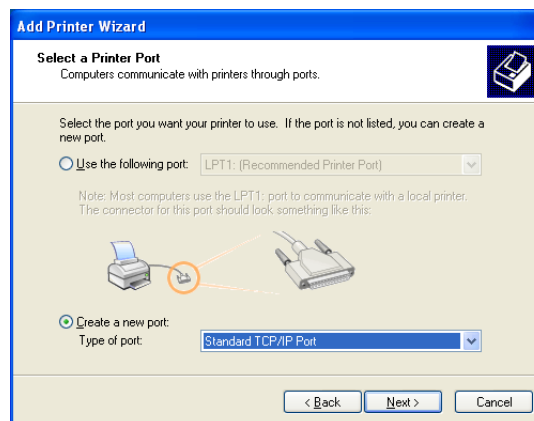 Add Printer Wizard
Select a Printer Port
Computers communicate with printers through ports.
Select the port you want your printer to use. If the port is not listed, you can create a
new port.
Use the following port: LPT1: (Recommended Printer Port)
Note: Most computers use the LPT1: port to communicate with a local printer.
The connector for this port should look something like this:
Create a new port:
Type of port: Standard TCP/IP Port
< Back Next > Cancel